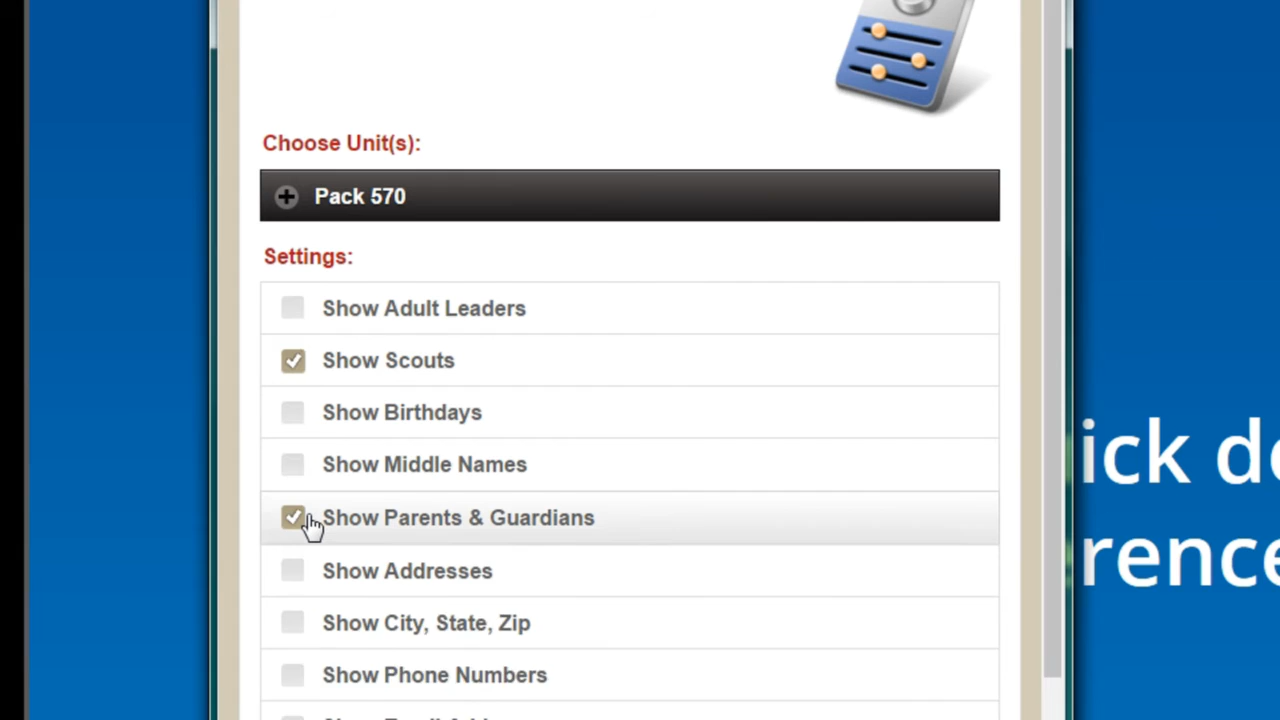 Choose Unit(s):
Pack 570
Settings:
Show Adult Leaders
Show Scouts
Show Birthdays
Show Middle Names
Show Parents & Guardians
Show Addresses
Show City, State, Zip
Show Phone Numbers
ick d
rence